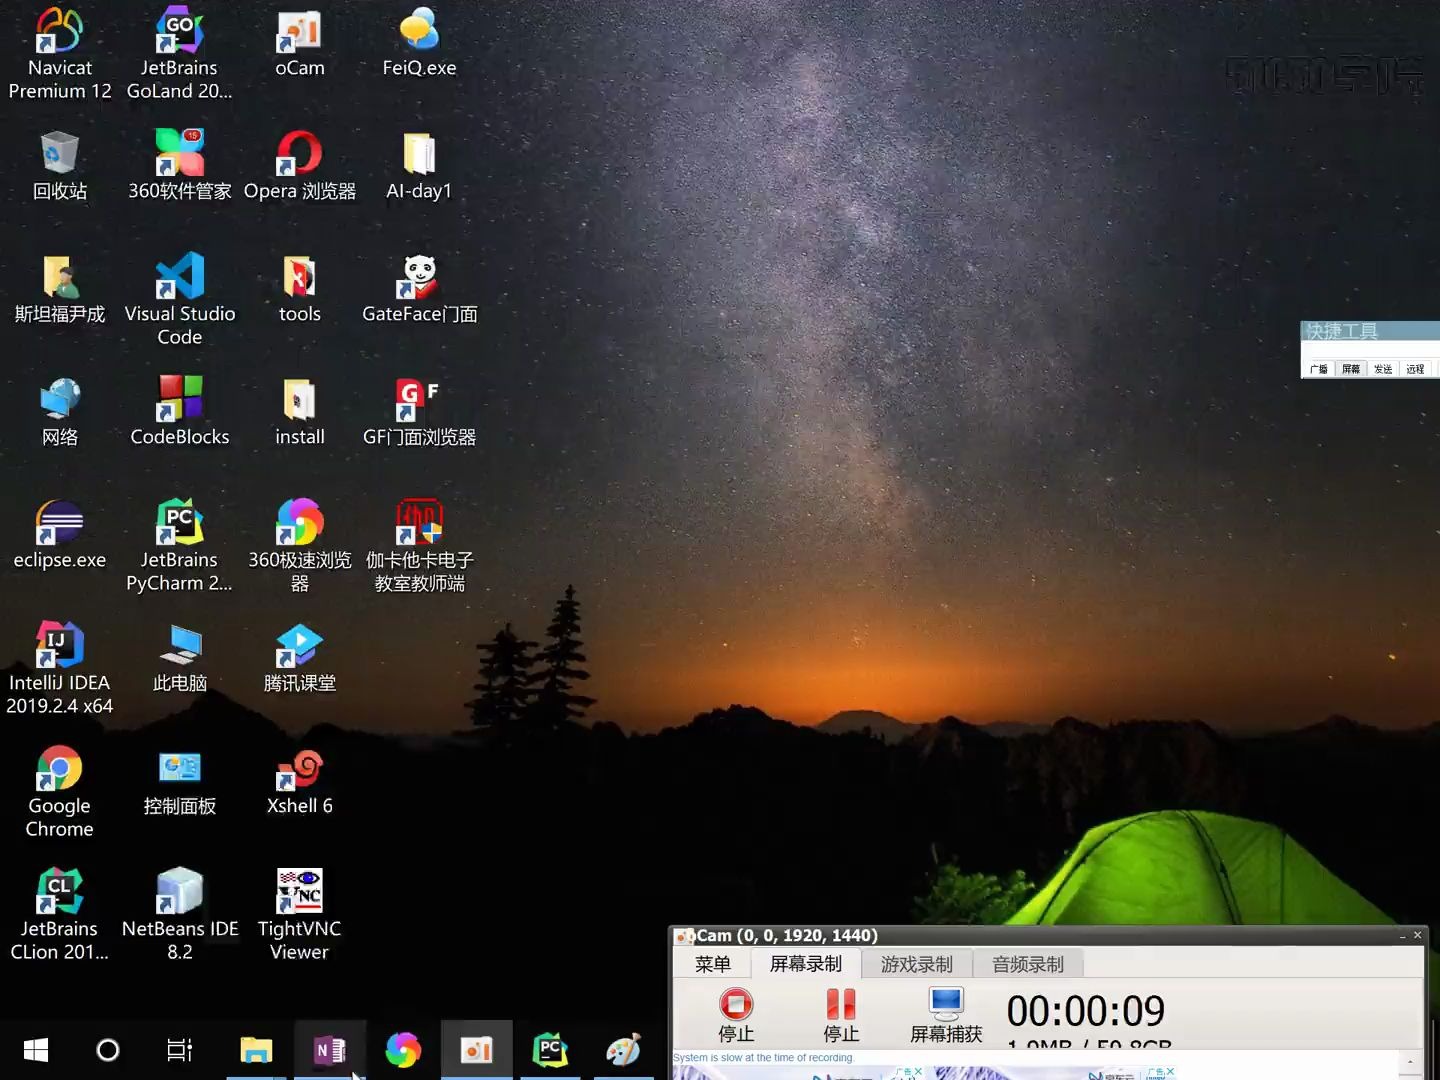 Navicat
Premium 12
JetBrains
GoLand 20...
oCam
FeiQ.exe
回收站
360软件管家
Opera 浏览器
AI-day1
斯坦福尹成
Visual Studio
Code
tools
GateFace门面
快捷工具
广播 屏幕 发送 远程
网络
CodeBlocks
install
GF门面浏览器
eclipse.exe
JetBrains
PyCharm 2...
360极速浏览
器
伽卡他卡电子
教室教师端
IntelliJ IDEA
2019.2.4 x64
此电脑
腾讯课堂
Google
Chrome
控制面板
Xshell 6
JetBrains
CLion 201...
NetBeans IDE
8.2
TightVNC
Viewer
oCam (0, 0, 1920, 1440)
菜单 屏幕录制 游戏录制 音频录制
停止 停止 屏幕捕获
00:00:09
1.9MB / 50.8GB
System is slow at the time of recording.
广告
广告